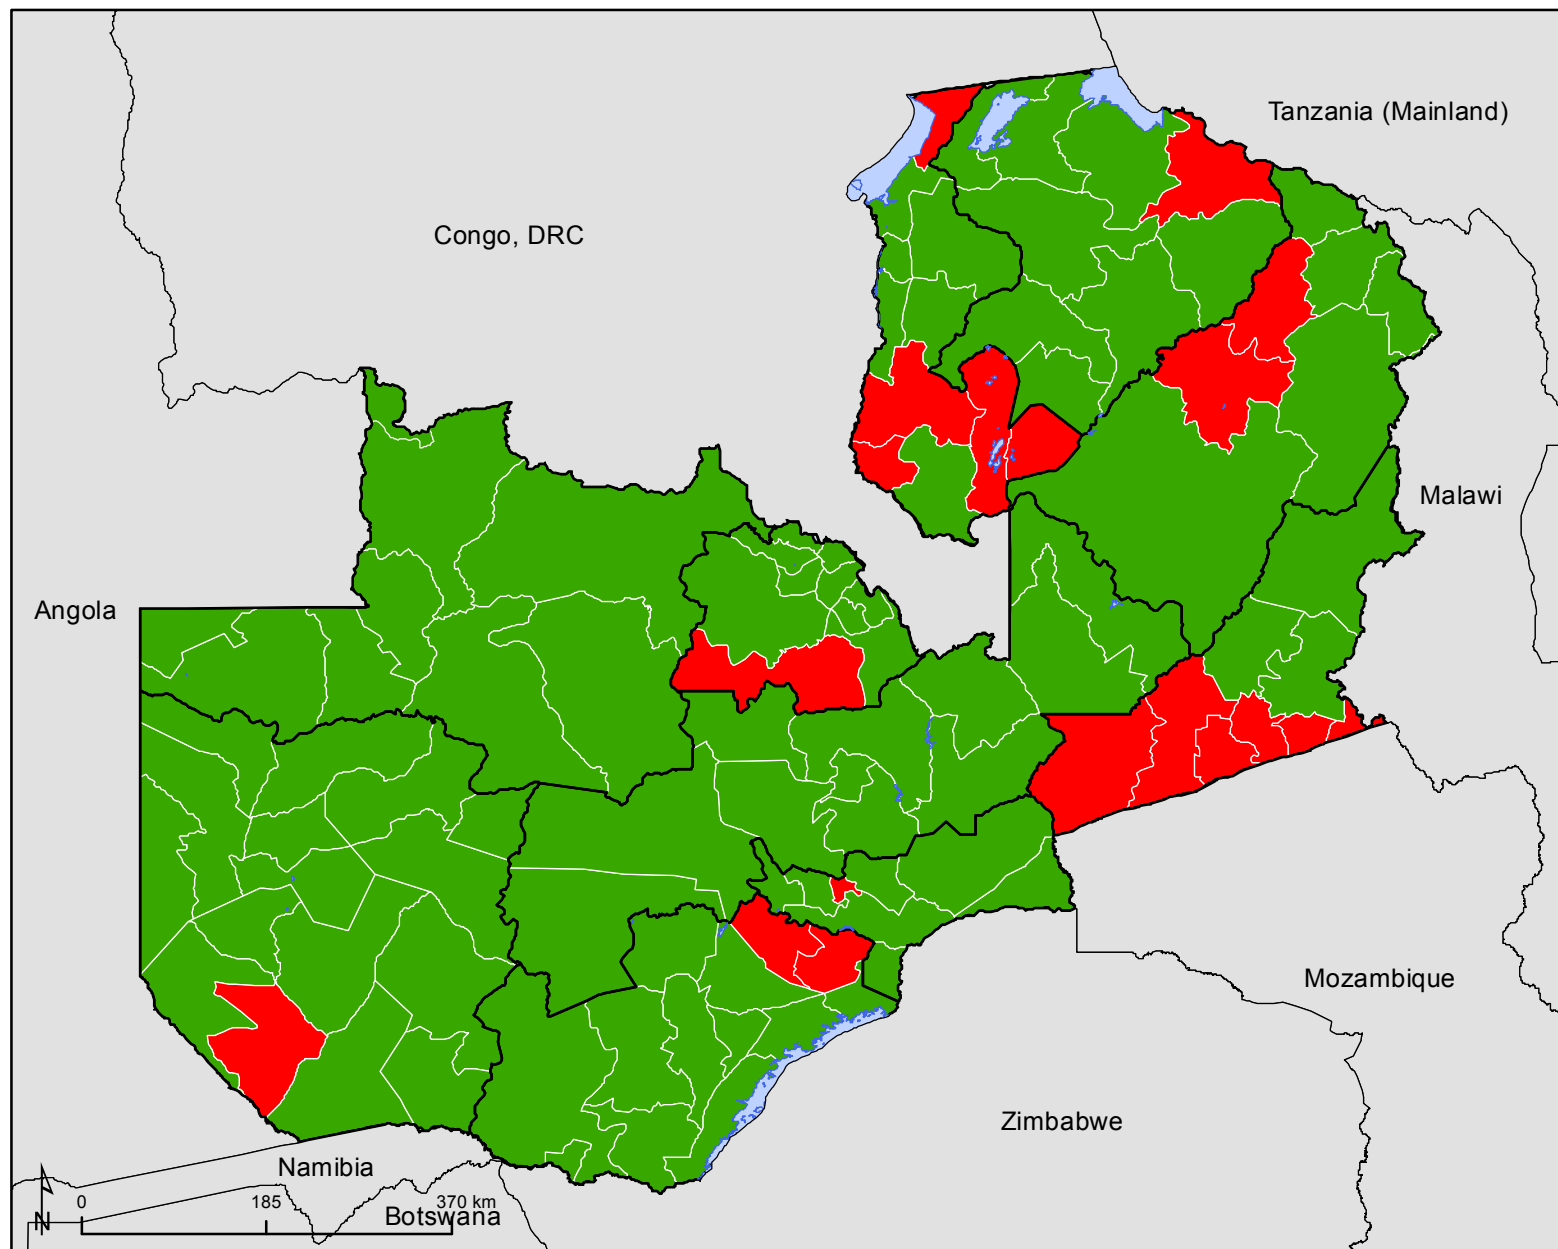 Tanzania (Mainland)
Congo, DRC
Malawi
Angola
Mozambique
Zimbabwe
Namibia
0 185 370 km
Botswana
N